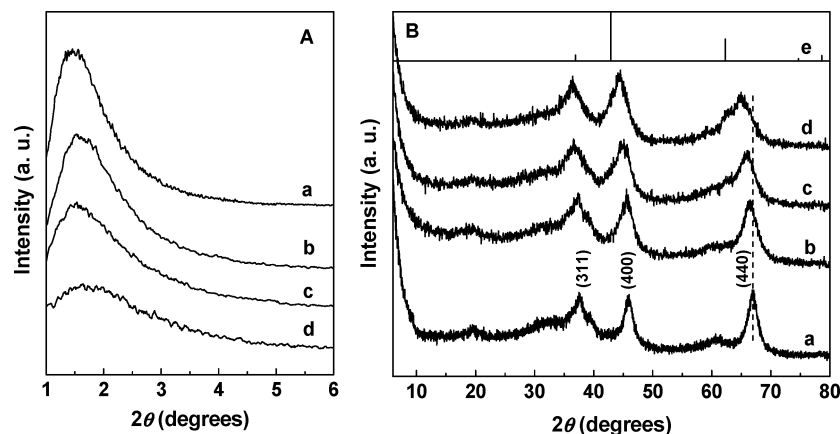 A
Intensity (a. u.)
a
b
c
d
1 2 3 4 5 6
2θ (degrees)
B
Intensity (a. u.)
e
d
c
b
a
(311)
(400)
(440)
10 20 30 40 50 60 70 80
2θ (degrees)